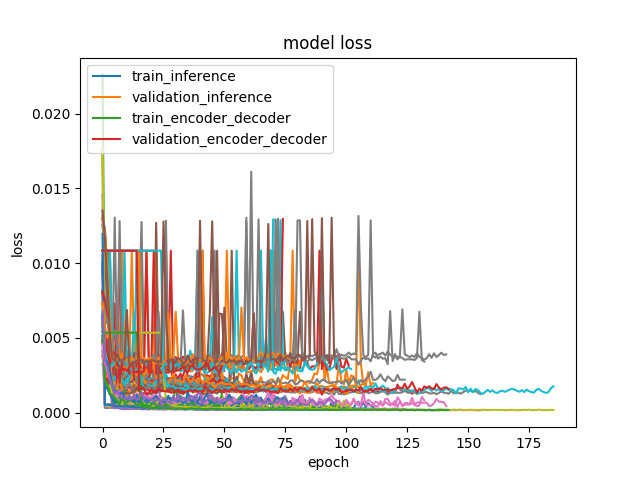 model loss
train_inference
validation_inference
train_encoder_decoder
validation_encoder_decoder
0.020
0.015
0.010
0.005
0.000
loss
0 25 50 75 100 125 150 175
epoch